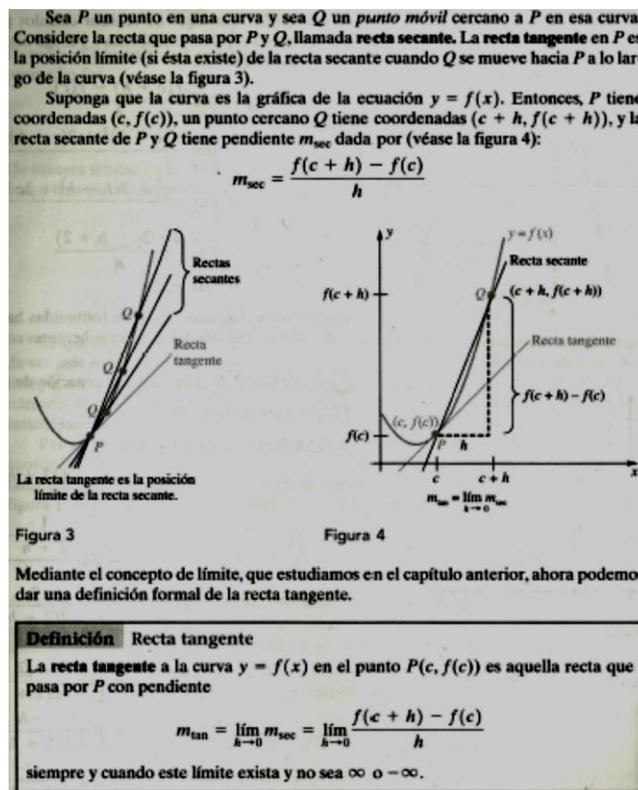 Sea P un punto en una curva y sea Q un punto móvil cercano a P en esa curva
Considere la recta que pasa por P y Q, llamada recta secante. La recta tangente en P es
la posición límite (si ésta existe) de la recta secante cuando Q se mueve hacia P a lo lar
go de la curva (véase la figura 3).
Suponga que la curva es la gráfica de la ecuación y = f(x). Entonces, P tiene
coordenadas (c, f(c)), un punto cercano Q tiene coordenadas (c + h, f(c + h)), y la
recta secante de P y Q tiene pendiente m_sec dada por (véase la figura 4):
m_sec = (f(c + h) − f(c)) / h
Rectas
secantes
Q
Recta
tangente
Q
Q
P
La recta tangente es la posición
límite de la recta secante.
Figura 3
y
y = f(x)
Recta secante
f(c + h)
Q
(c + h, f(c + h))
Recta tangente
f(c + h) − f(c)
(c, f(c))
f(c)
P
h
c
c + h
x
m_tan = lím h→0 m_sec
Figura 4
Mediante el concepto de límite, que estudiamos en el capítulo anterior, ahora podemo
dar una definición formal de la recta tangente.
Definición Recta tangente
La recta tangente a la curva y = f(x) en el punto P(c, f(c)) es aquella recta que
pasa por P con pendiente
m_tan = lím h→0 m_sec = lím h→0 (f(c + h) − f(c)) / h
siempre y cuando este límite exista y no sea ∞ o −∞.